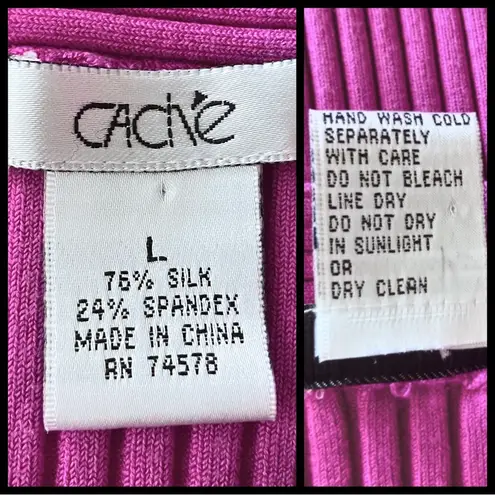 Caché
L
76% SILK
24% SPANDEX
MADE IN CHINA
RN 74578
HAND WASH COLD
SEPARATELY
WITH CARE
DO NOT BLEACH
LINE DRY
DO NOT DRY
IN SUNLIGHT
OR
DRY CLEAN